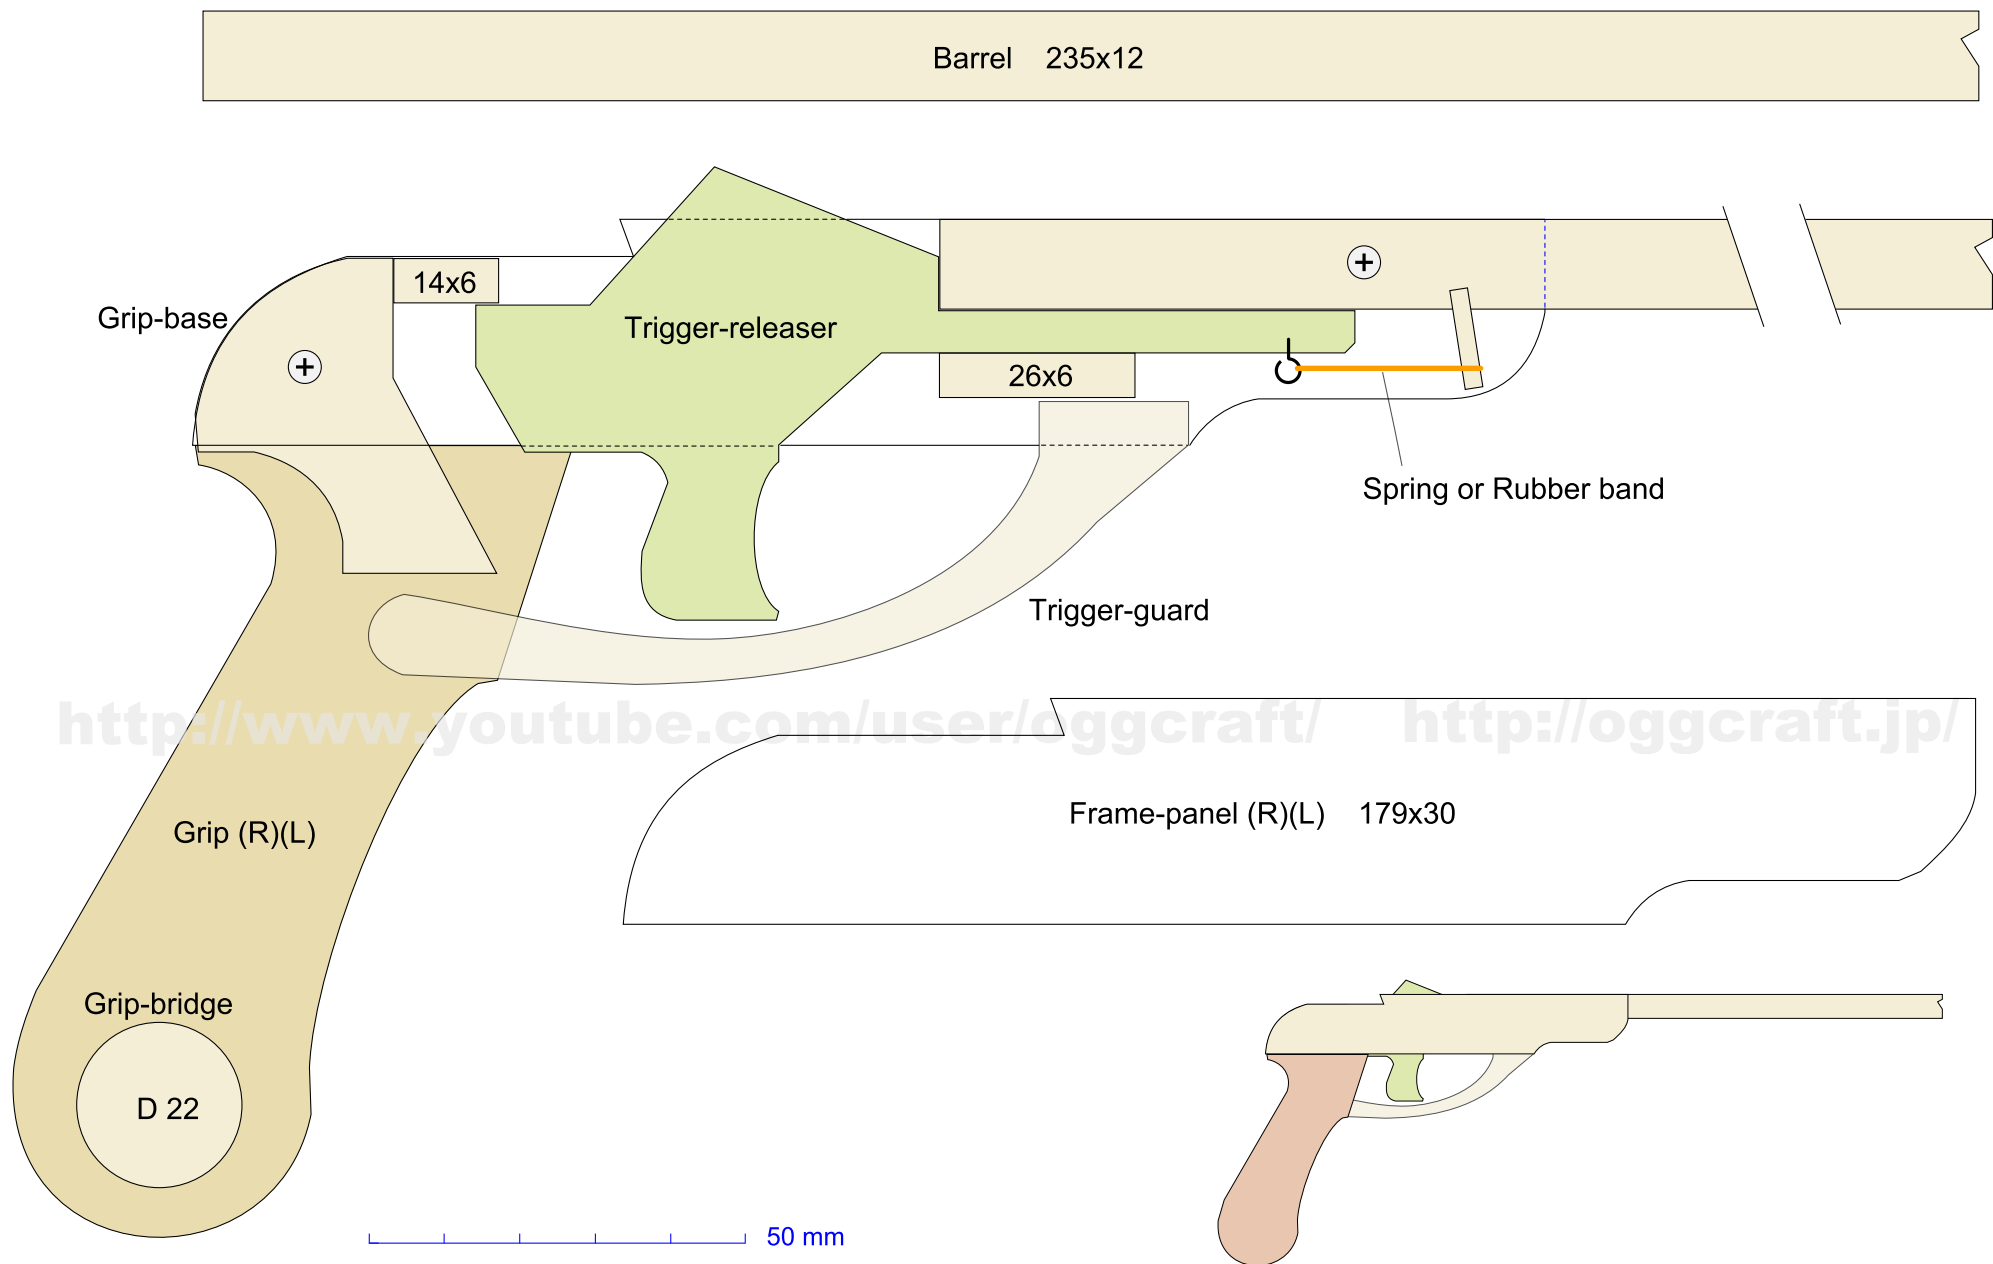 Barrel 235x12
14x6
Grip-base
Trigger-releaser
26x6
Spring or Rubber band
Trigger-guard
http://www.youtube.com/user/oggcraft/ http://oggcraft.jp/
Frame-panel (R)(L) 179x30
Grip (R)(L)
Grip-bridge
D 22
50 mm